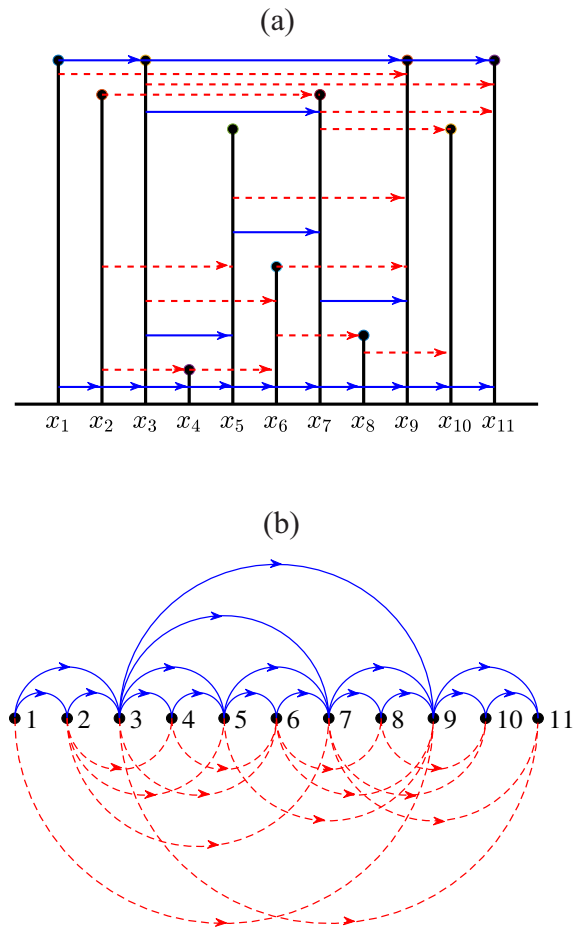 (a)
x₁ x₂ x₃ x₄ x₅ x₆ x₇ x₈ x₉ x₁₀ x₁₁
(b)
1 2 3 4 5 6 7 8 9 10 11